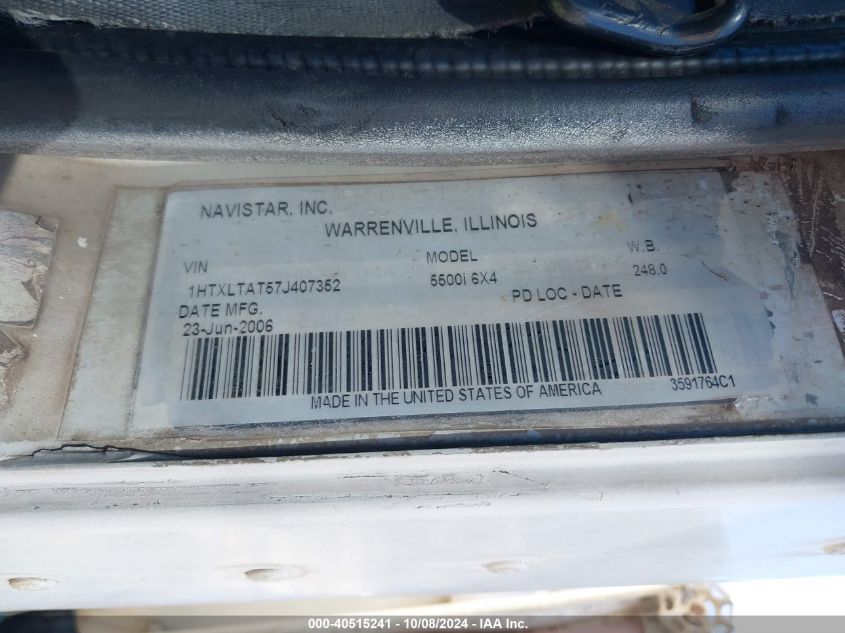 NAVISTAR, INC.
WARRENVILLE, ILLINOIS
VIN MODEL W.B.
1HTXLTAT57J407352 5500i 6X4 248.0
DATE MFG. PD LOC - DATE
23-Jun-2006
MADE IN THE UNITED STATES OF AMERICA 3591764C1
000-40515241 - 10/08/2024 - IAA Inc.